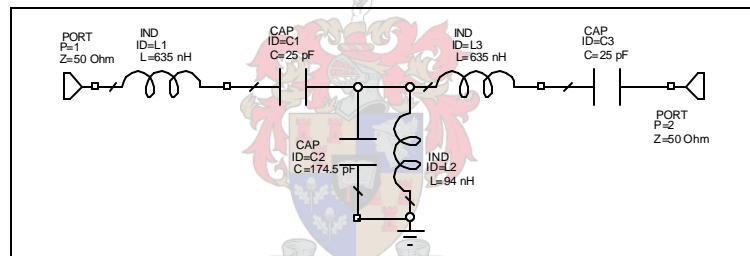 PORT
P=1
Z=50 Ohm
IND
ID=L1
L=635 nH
CAP
ID=C1
C=25 pF
IND
ID=L3
L=635 nH
CAP
ID=C3
C=25 pF
CAP
ID=C2
C=174.5 pF
IND
ID=L2
L=94 nH
PORT
P=2
Z=50 Ohm